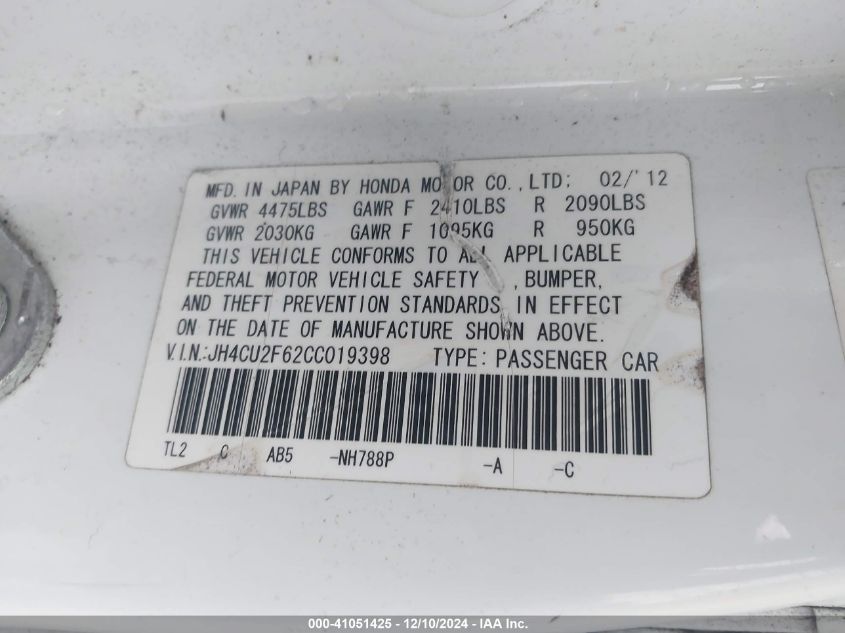 MFD. IN JAPAN BY HONDA MOTOR CO.,LTD; 02/'12
GVWR 4475LBS GAWR F 2410LBS R 2090LBS
GVWR 2030KG GAWR F 1095KG R 950KG
THIS VEHICLE CONFORMS TO ALL APPLICABLE
FEDERAL MOTOR VEHICLE SAFETY , BUMPER,
AND THEFT PREVENTION STANDARDS IN EFFECT
ON THE DATE OF MANUFACTURE SHOWN ABOVE.
V.I.N.:JH4CU2F62CC019398 TYPE: PASSENGER CAR
TL2 C AB5 -NH788P -A -C
000-41051425 - 12/10/2024 - IAA Inc.